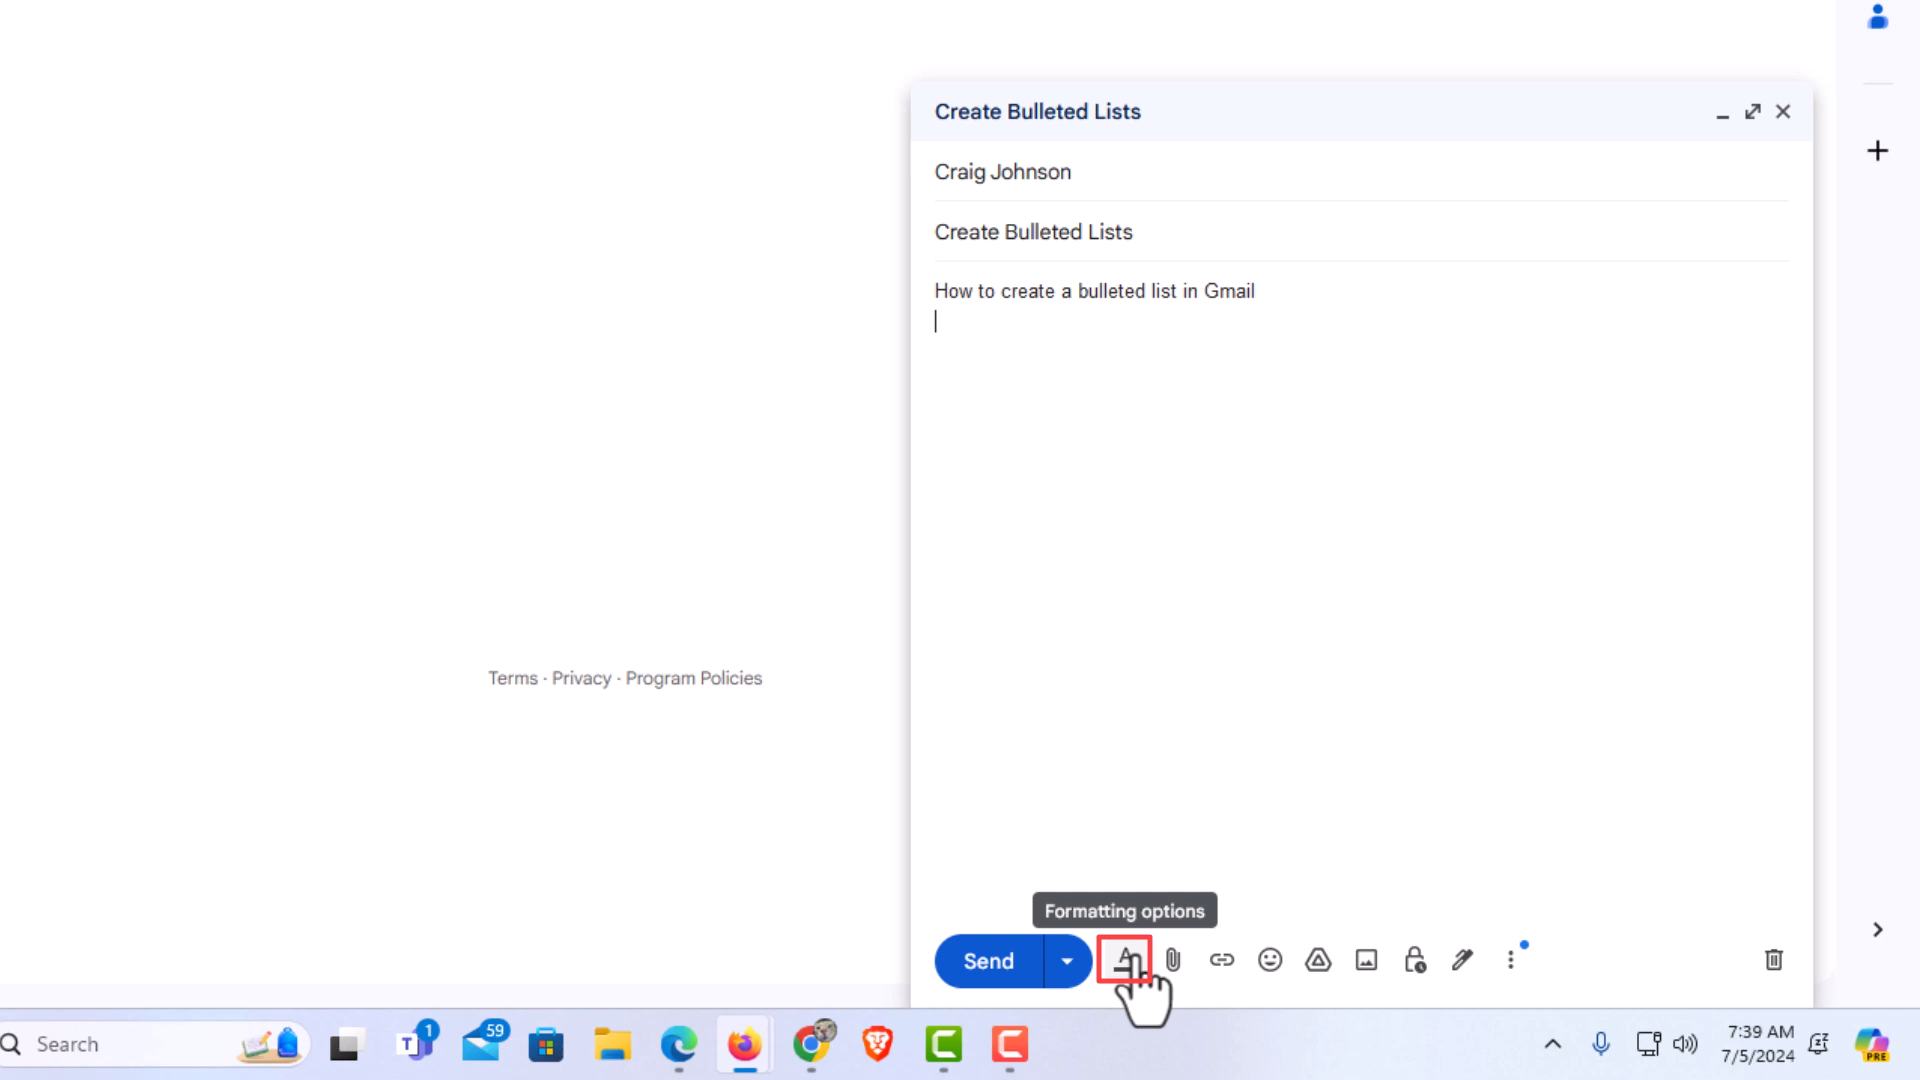 Create Bulleted Lists
Craig Johnson
Create Bulleted Lists
How to create a bulleted list in Gmail
Terms · Privacy · Program Policies
Formatting options
Send
Search
T
1
59
7:39 AM
7/5/2024
PRE